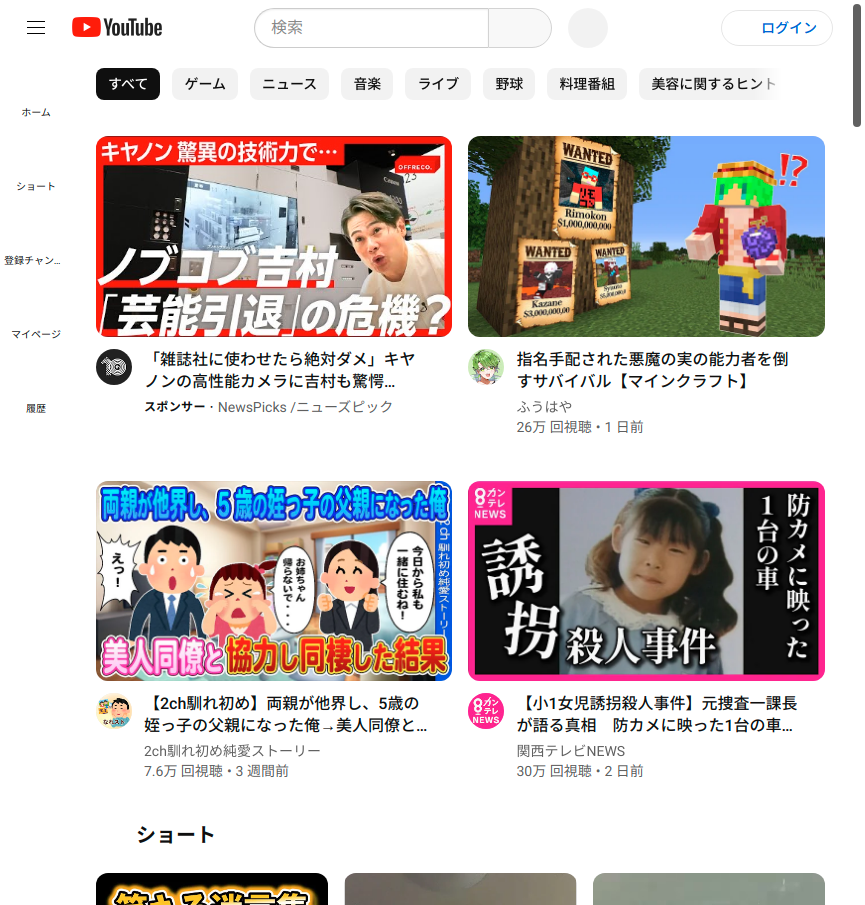 YouTube
検索
ログイン
すべて
ゲーム
ニュース
音楽
ライブ
野球
料理番組
美容に関するヒント
ホーム
ショート
登録チャン...
マイページ
履歴
キヤノン 驚異の技術力で…
OFFRECO.
Canon
ノブコブ吉村
「芸能引退」の危機？
「雑誌社に使わせたら絶対ダメ」キヤ
ノンの高性能カメラに吉村も驚愕...
スポンサー・NewsPicks /ニューズピック
WANTED
リモコン
Rimokon
$1,000,000,000
WANTED
Kazane
$3,000,000,00
WANTED
!?
指名手配された悪魔の実の能力者を倒
すサバイバル【マインクラフト】
ふうはや
26万 回視聴・1 日前
両親が他界し、5歳の姪っ子の父親になった俺
えっ！
お姉ちゃん
帰らないで・・・
今日から私も
一緒に住むね！
2ch馴れ初め純愛ストーリー
美人同僚と協力し同棲した結果
【2ch馴れ初め】両親が他界し、5歳の
姪っ子の父親になった俺→美人同僚と...
2ch馴れ初め純愛ストーリー
7.6万 回視聴・3 週間前
8カンテレ
NEWS
防カメに映った
1台の車
誘拐
殺人事件
8カンテレ
NEWS
【小1女児誘拐殺人事件】元捜査一課長
が語る真相　防カメに映った1台の車...
関西テレビNEWS
30万 回視聴・2 日前
ショート